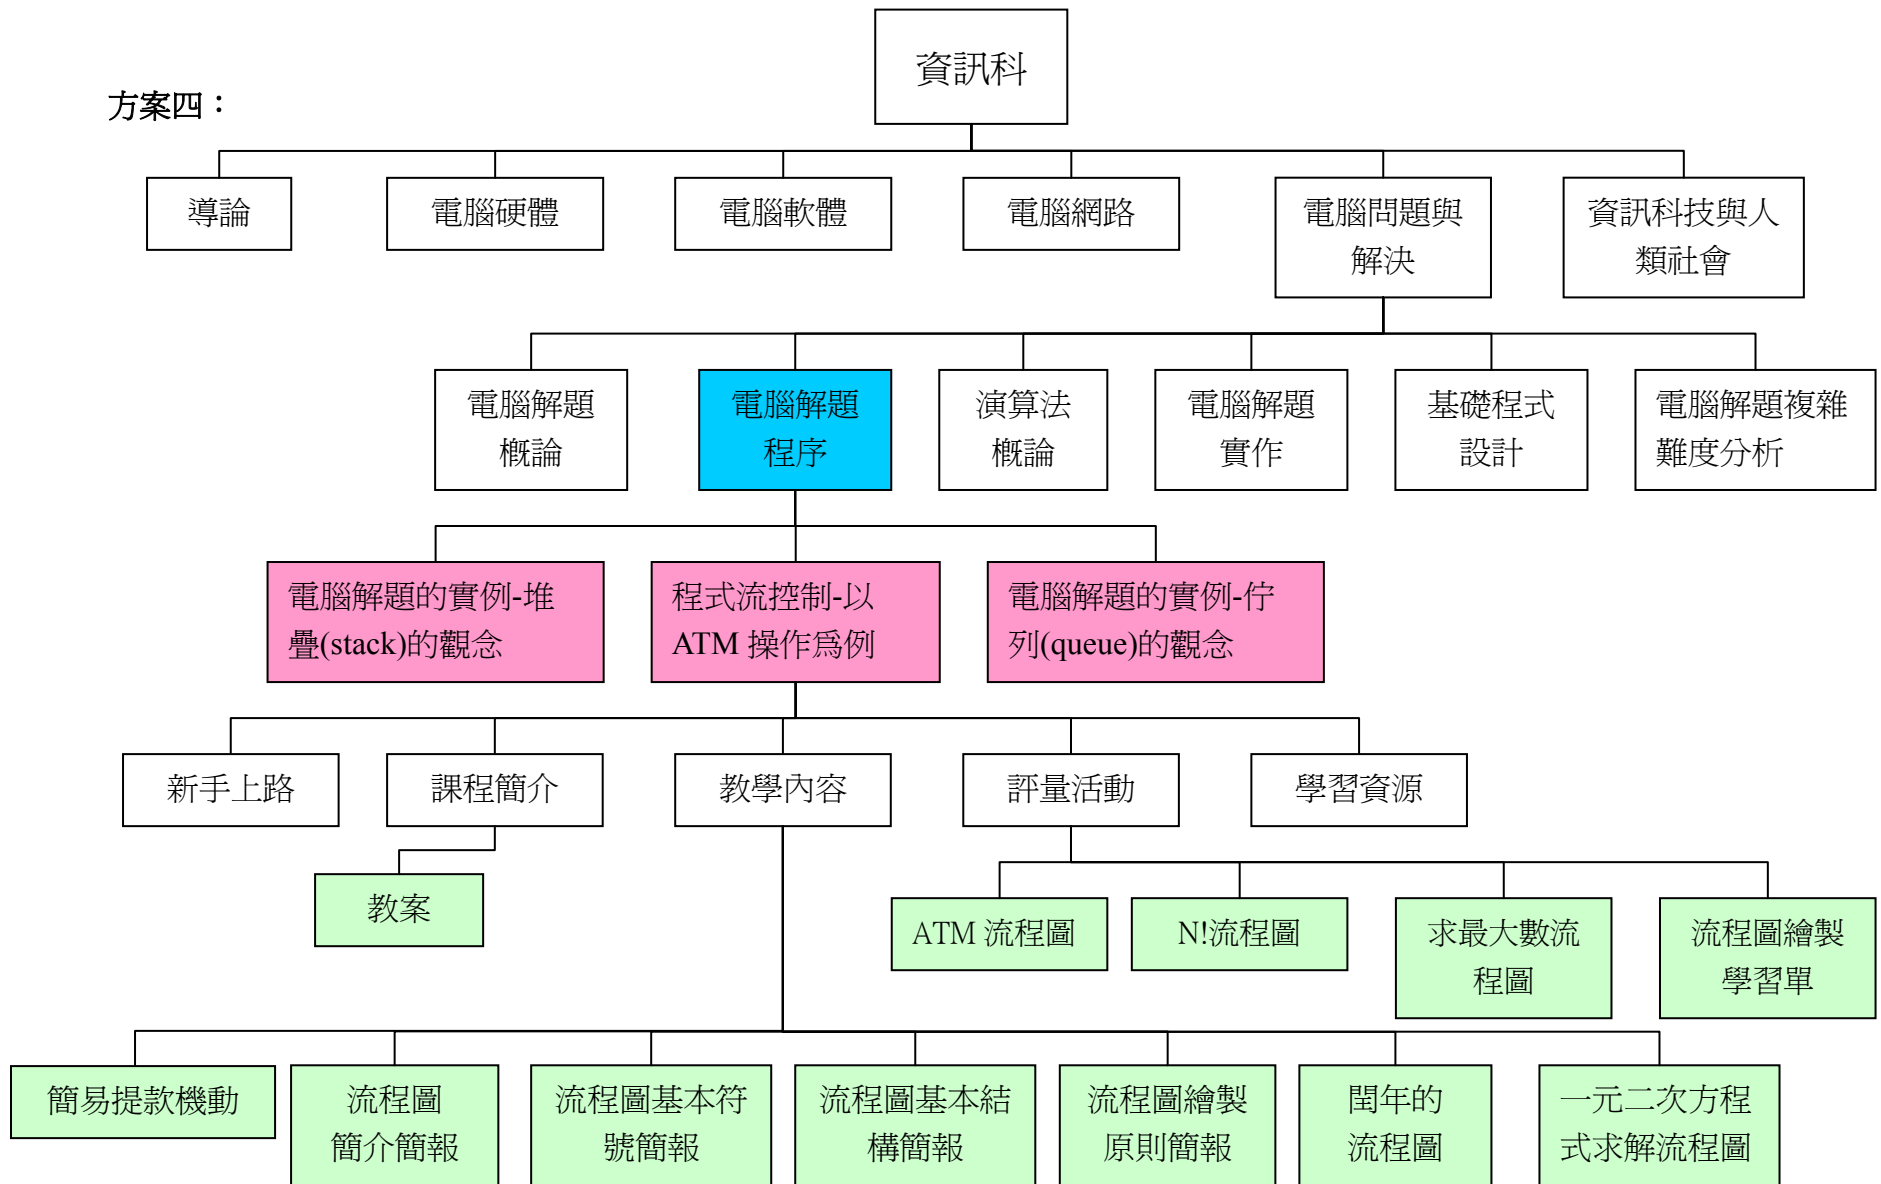 資訊科
方案四：
導論
電腦硬體
電腦軟體
電腦網路
電腦問題與
解決
資訊科技與人
類社會
電腦解題
概論
電腦解題
程序
演算法
概論
電腦解題
實作
基礎程式
設計
電腦解題複雜
難度分析
電腦解題的實例-堆
疊(stack)的觀念
程式流控制-以
ATM 操作為例
電腦解題的實例-佇
列(queue)的觀念
新手上路
課程簡介
教學內容
評量活動
學習資源
教案
ATM 流程圖
N!流程圖
求最大數流
程圖
流程圖繪製
學習單
簡易提款機動
流程圖
簡介簡報
流程圖基本符
號簡報
流程圖基本結
構簡報
流程圖繪製
原則簡報
閏年的
流程圖
一元二次方程
式求解流程圖